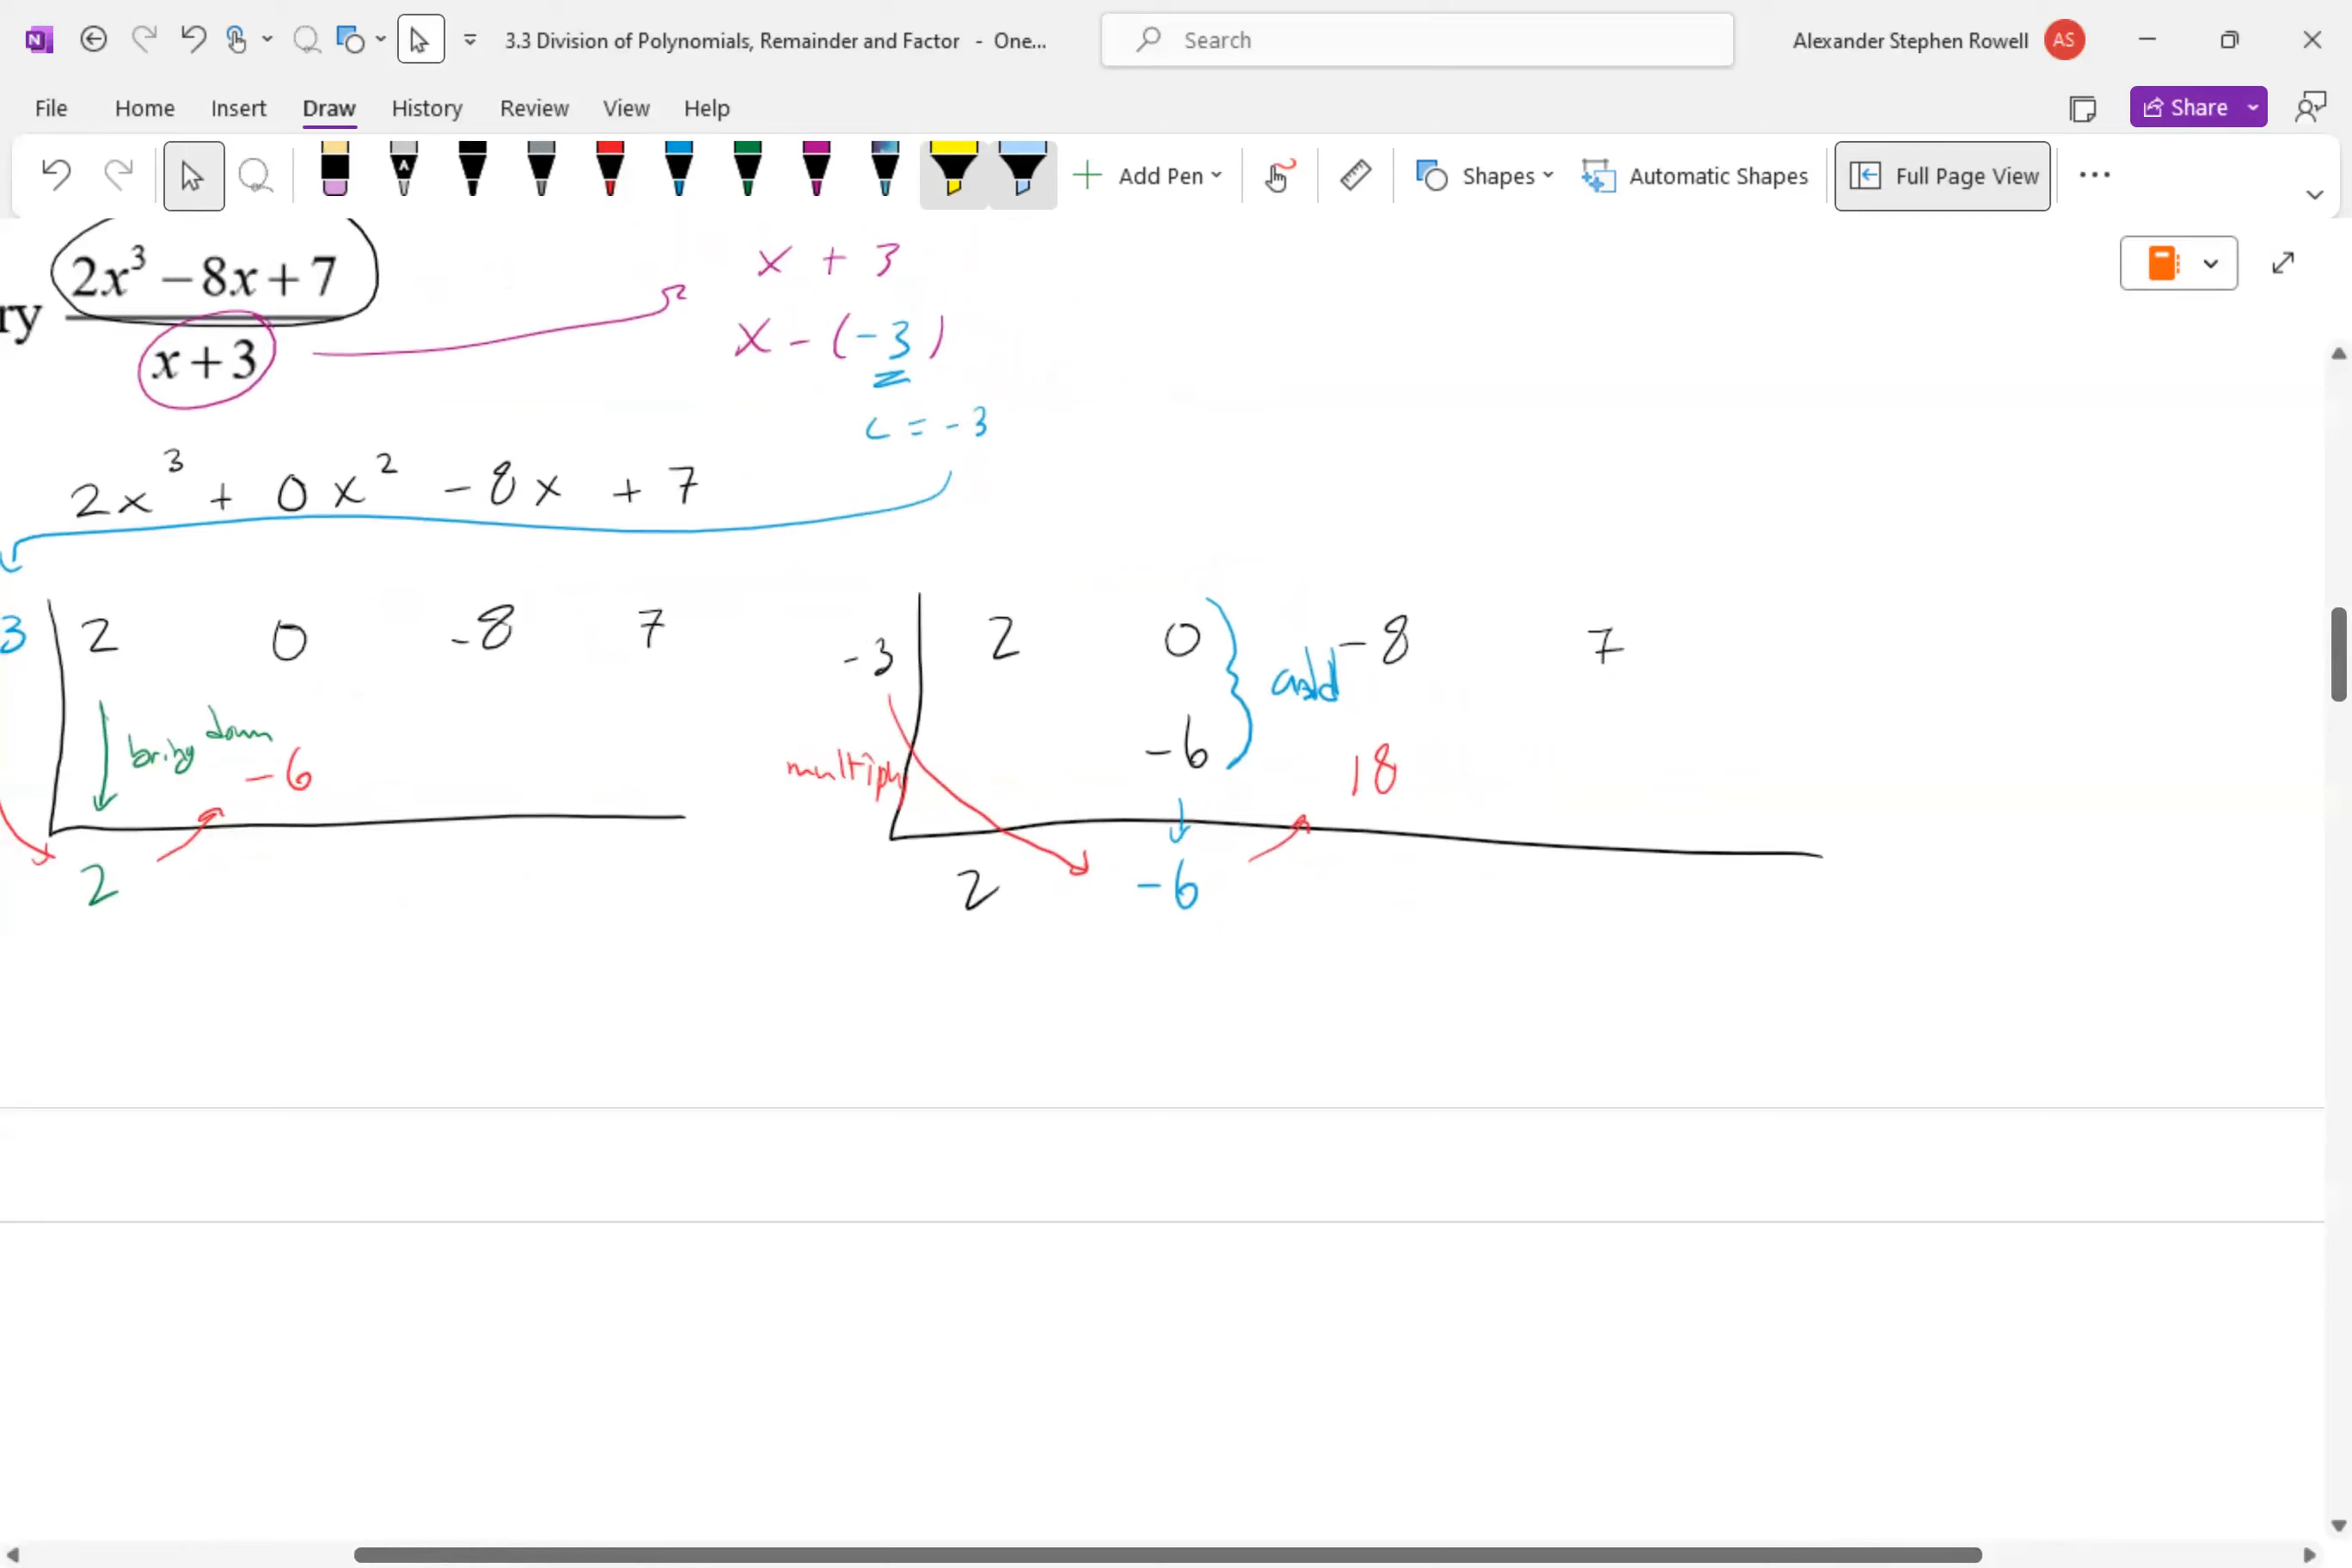 3.3 Division of Polynomials, Remainder and Factor - One...
Search
Alexander Stephen Rowell AS
File Home Insert Draw History Review View Help
Share
Add Pen Shapes Automatic Shapes Full Page View
ry (2x³ − 8x + 7)/(x + 3)
x + 3
x - (-3)
c = -3
2x³ + 0x² - 8x + 7
3 2 0 -8 7
bring down
-6
2
-3 2 0 -8 7
add
multiply
-6 18
2 -6